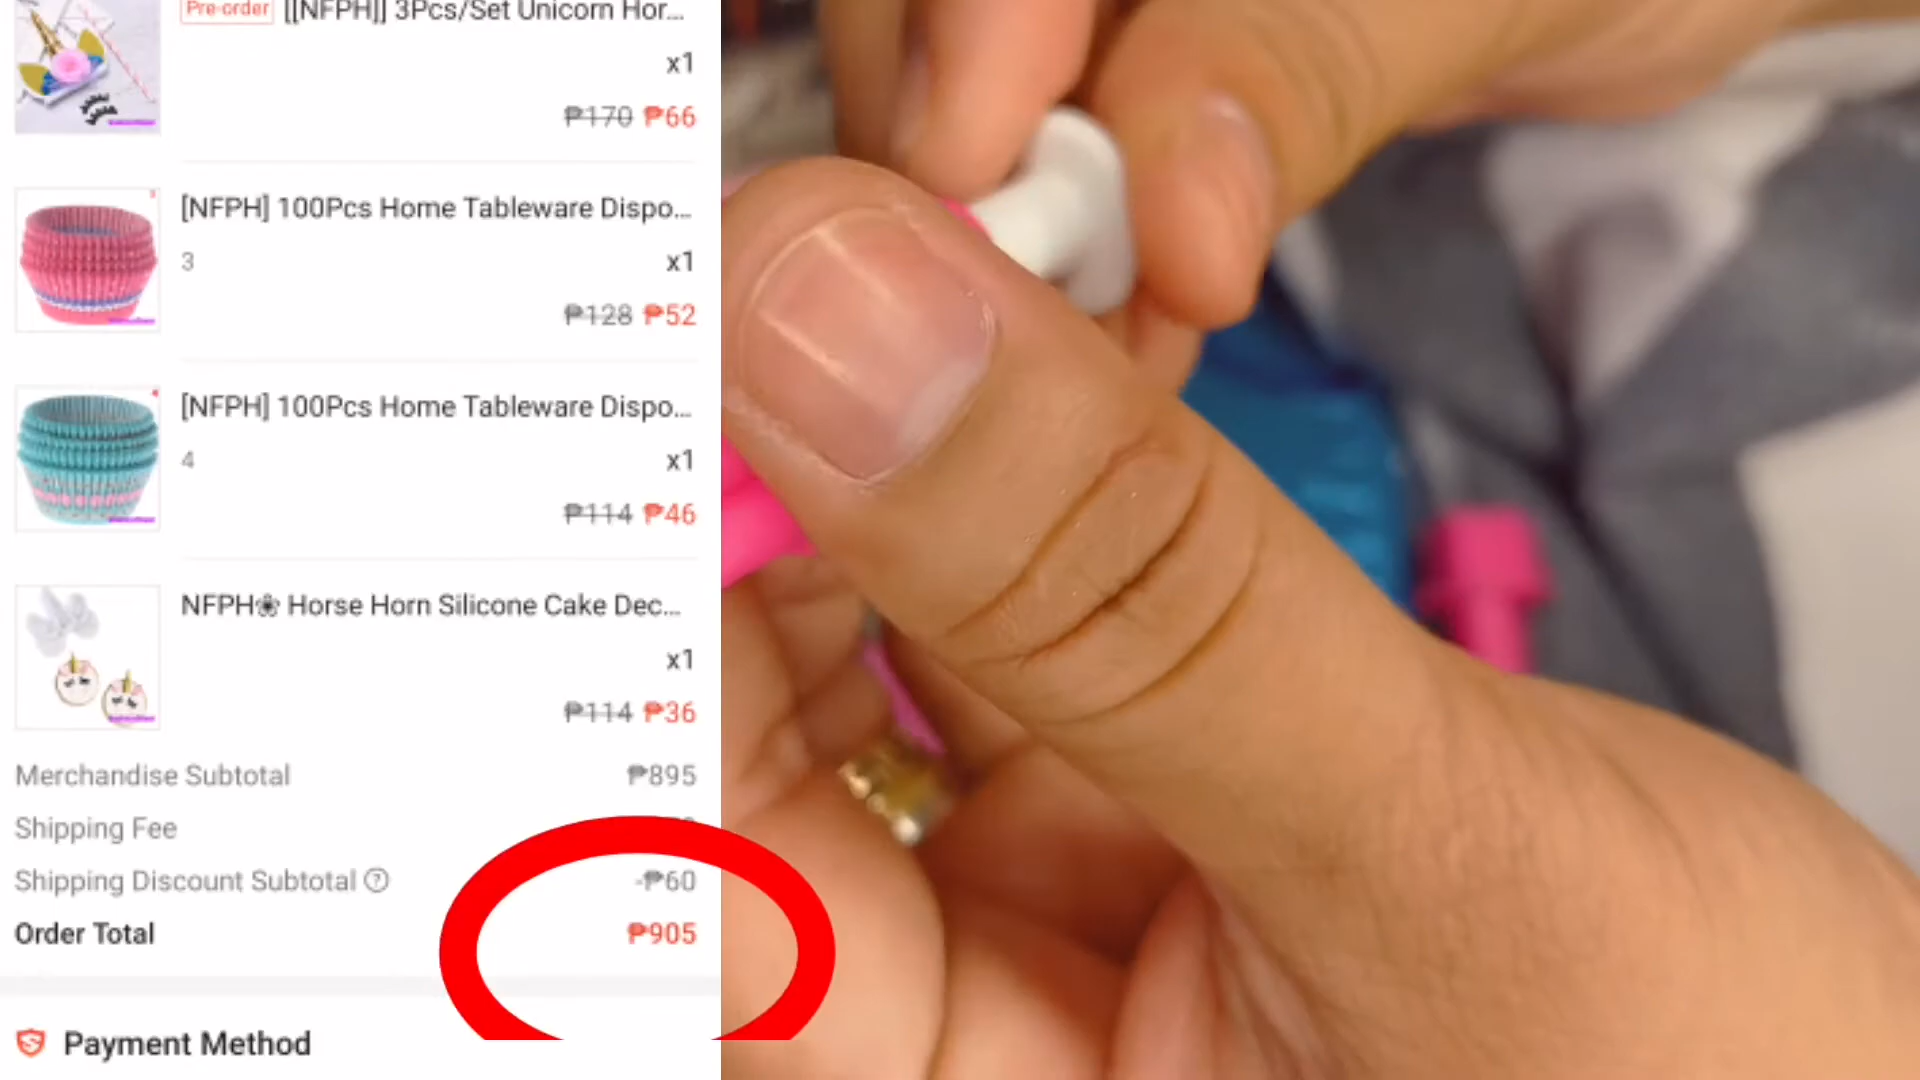 Pre-order [[NFPH]] 3Pcs/Set Unicorn Hor...
x1
₱170 ₱66
[NFPH] 100Pcs Home Tableware Dispo...
3 x1
₱128 ₱52
[NFPH] 100Pcs Home Tableware Dispo...
4 x1
₱114 ₱46
NFPH❀ Horse Horn Silicone Cake Dec...
x1
₱114 ₱36
Merchandise Subtotal ₱895
Shipping Fee
Shipping Discount Subtotal ? -₱60
Order Total ₱905
S Payment Method